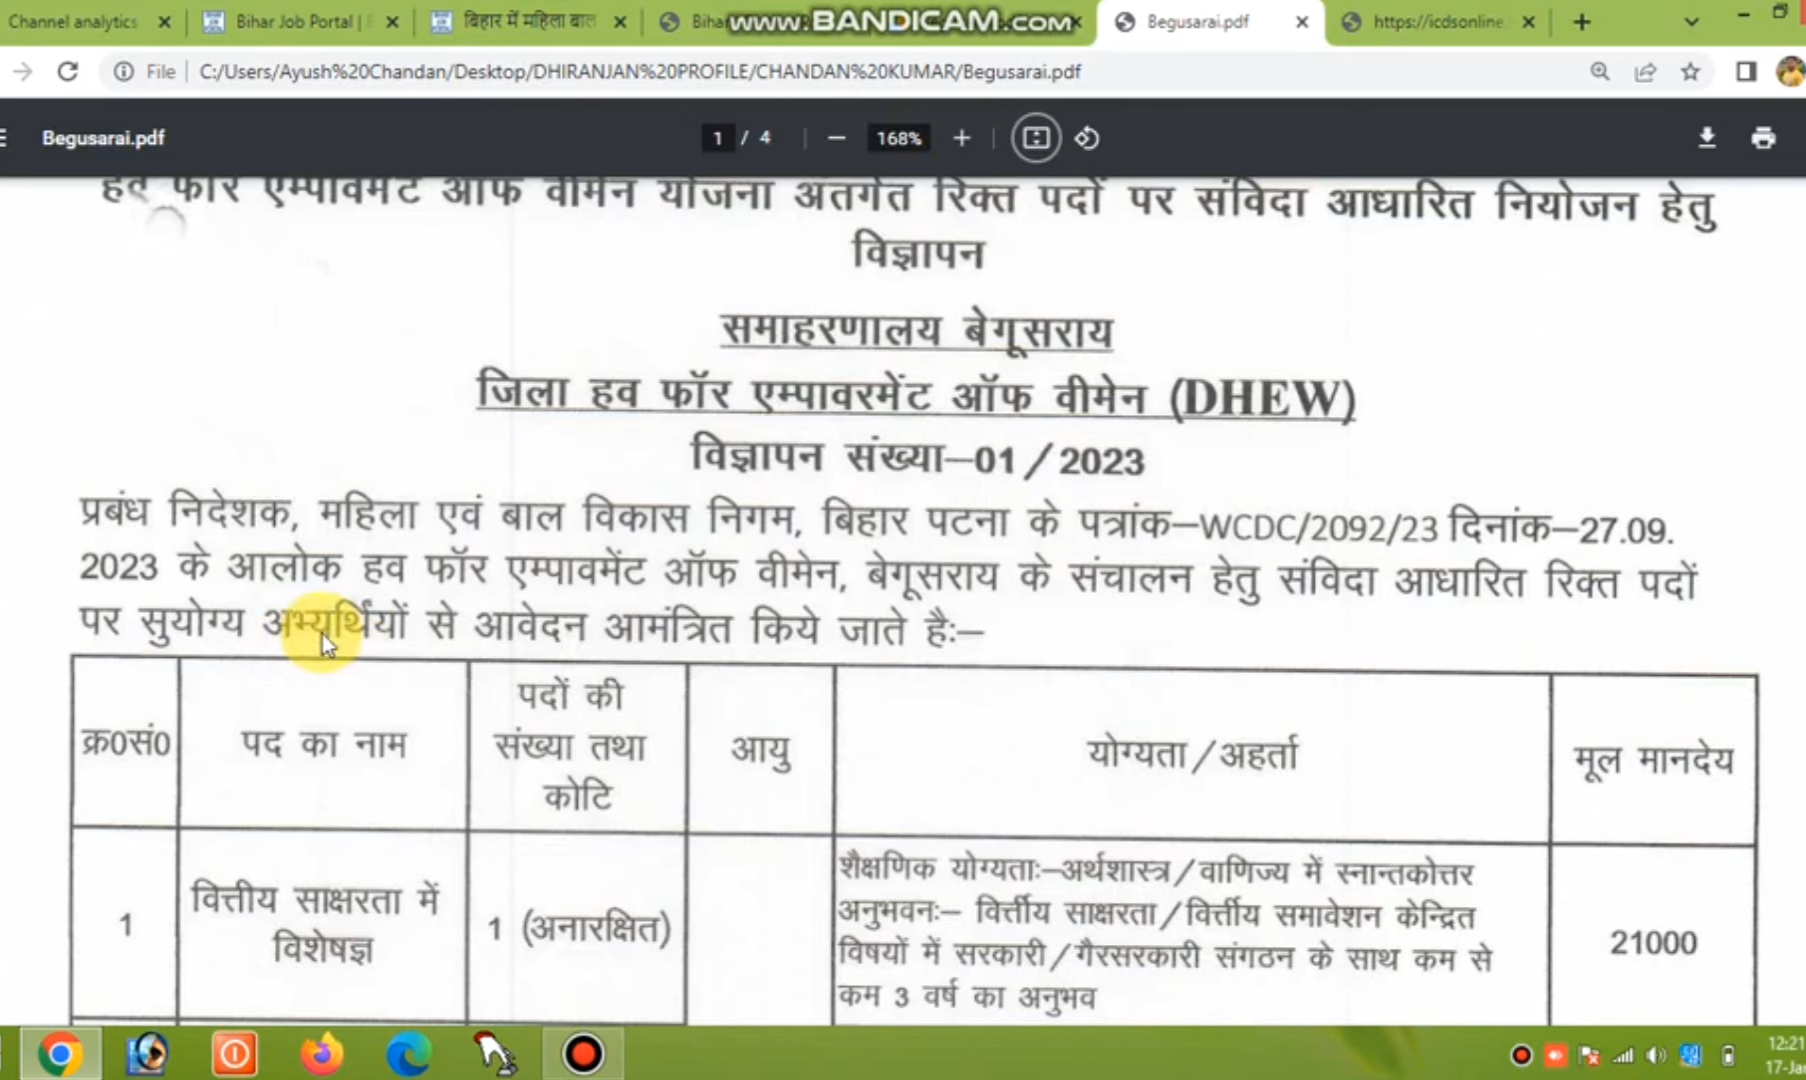 Channel analytics
Bihar Job Portal |
बिहार में महिला बाल
Biha
www.BANDICAM.com
Begusarai.pdf
https://icdsonline.
File
C:/Users/Ayush%20Chandan/Desktop/DHIRANJAN%20PROFILE/CHANDAN%20KUMAR/Begusarai.pdf
Begusarai.pdf
1 / 4
168%
हव फॉर एम्पावमेंट ऑफ वीमेन योजना अंतर्गत रिक्त पदों पर संविदा आधारित नियोजन हेतु
विज्ञापन
समाहरणालय बेगूसराय
जिला हव फॉर एम्पावरमेंट ऑफ वीमेन (DHEW)
विज्ञापन संख्या–01/2023
प्रबंध निदेशक, महिला एवं बाल विकास निगम, बिहार पटना के पत्रांक–WCDC/2092/23 दिनांक–27.09.
2023 के आलोक हव फॉर एम्पावमेंट ऑफ वीमेन, बेगूसराय के संचालन हेतु संविदा आधारित रिक्त पदों
पर सुयोग्य अभ्यर्थियों से आवेदन आमंत्रित किये जाते हैः–
क्र0सं0
पद का नाम
पदों की
संख्या तथा
कोटि
आयु
योग्यता/अहर्ता
मूल मानदेय
1
वित्तीय साक्षरता में
विशेषज्ञ
1 (अनारक्षित)
शैक्षणिक योग्यताः–अर्थशास्त्र/वाणिज्य में स्नान्तकोत्तर
अनुभवनः– वित्तीय साक्षरता/वित्तीय समावेशन केन्द्रित
विषयों में सरकारी/गैरसरकारी संगठन के साथ कम से
कम 3 वर्ष का अनुभव
21000
12:21
17-Ja